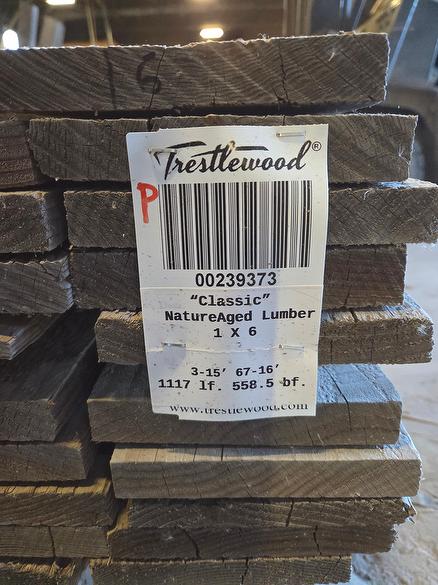 Trestlewood®
P
00239373
"Classic"
NatureAged Lumber
1 X 6
3-15' 67-16'
1117 lf. 558.5 bf.
www.trestlewood.com